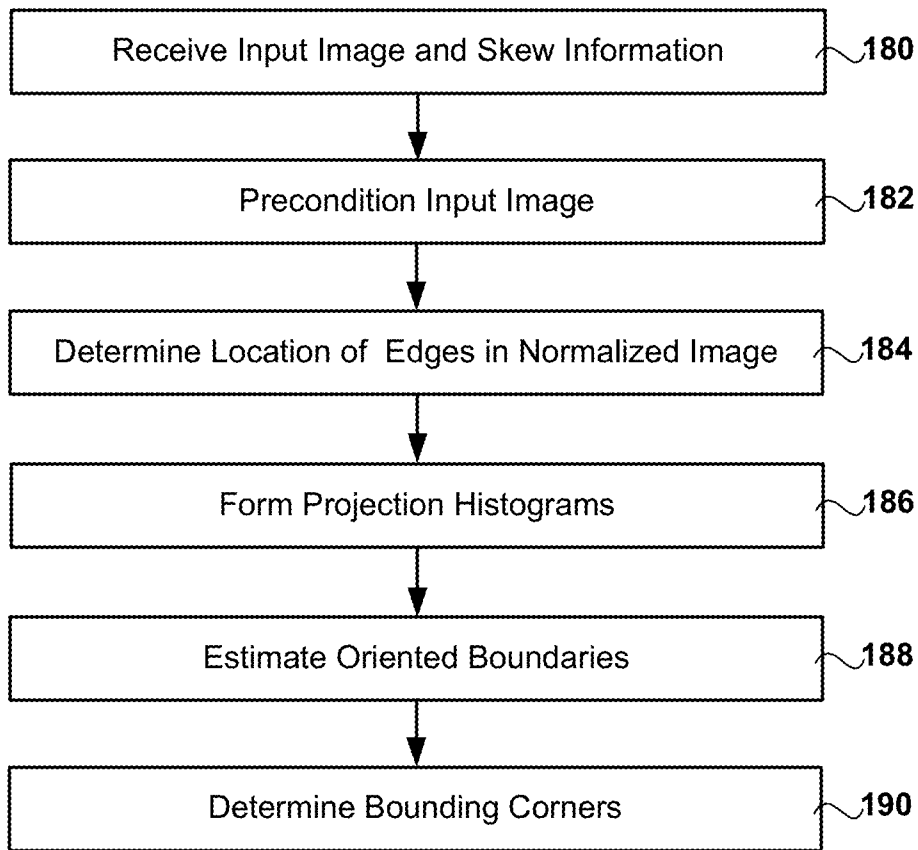 Receive Input Image and Skew Information 180
Precondition Input Image 182
Determine Location of Edges in Normalized Image 184
Form Projection Histograms 186
Estimate Oriented Boundaries 188
Determine Bounding Corners 190